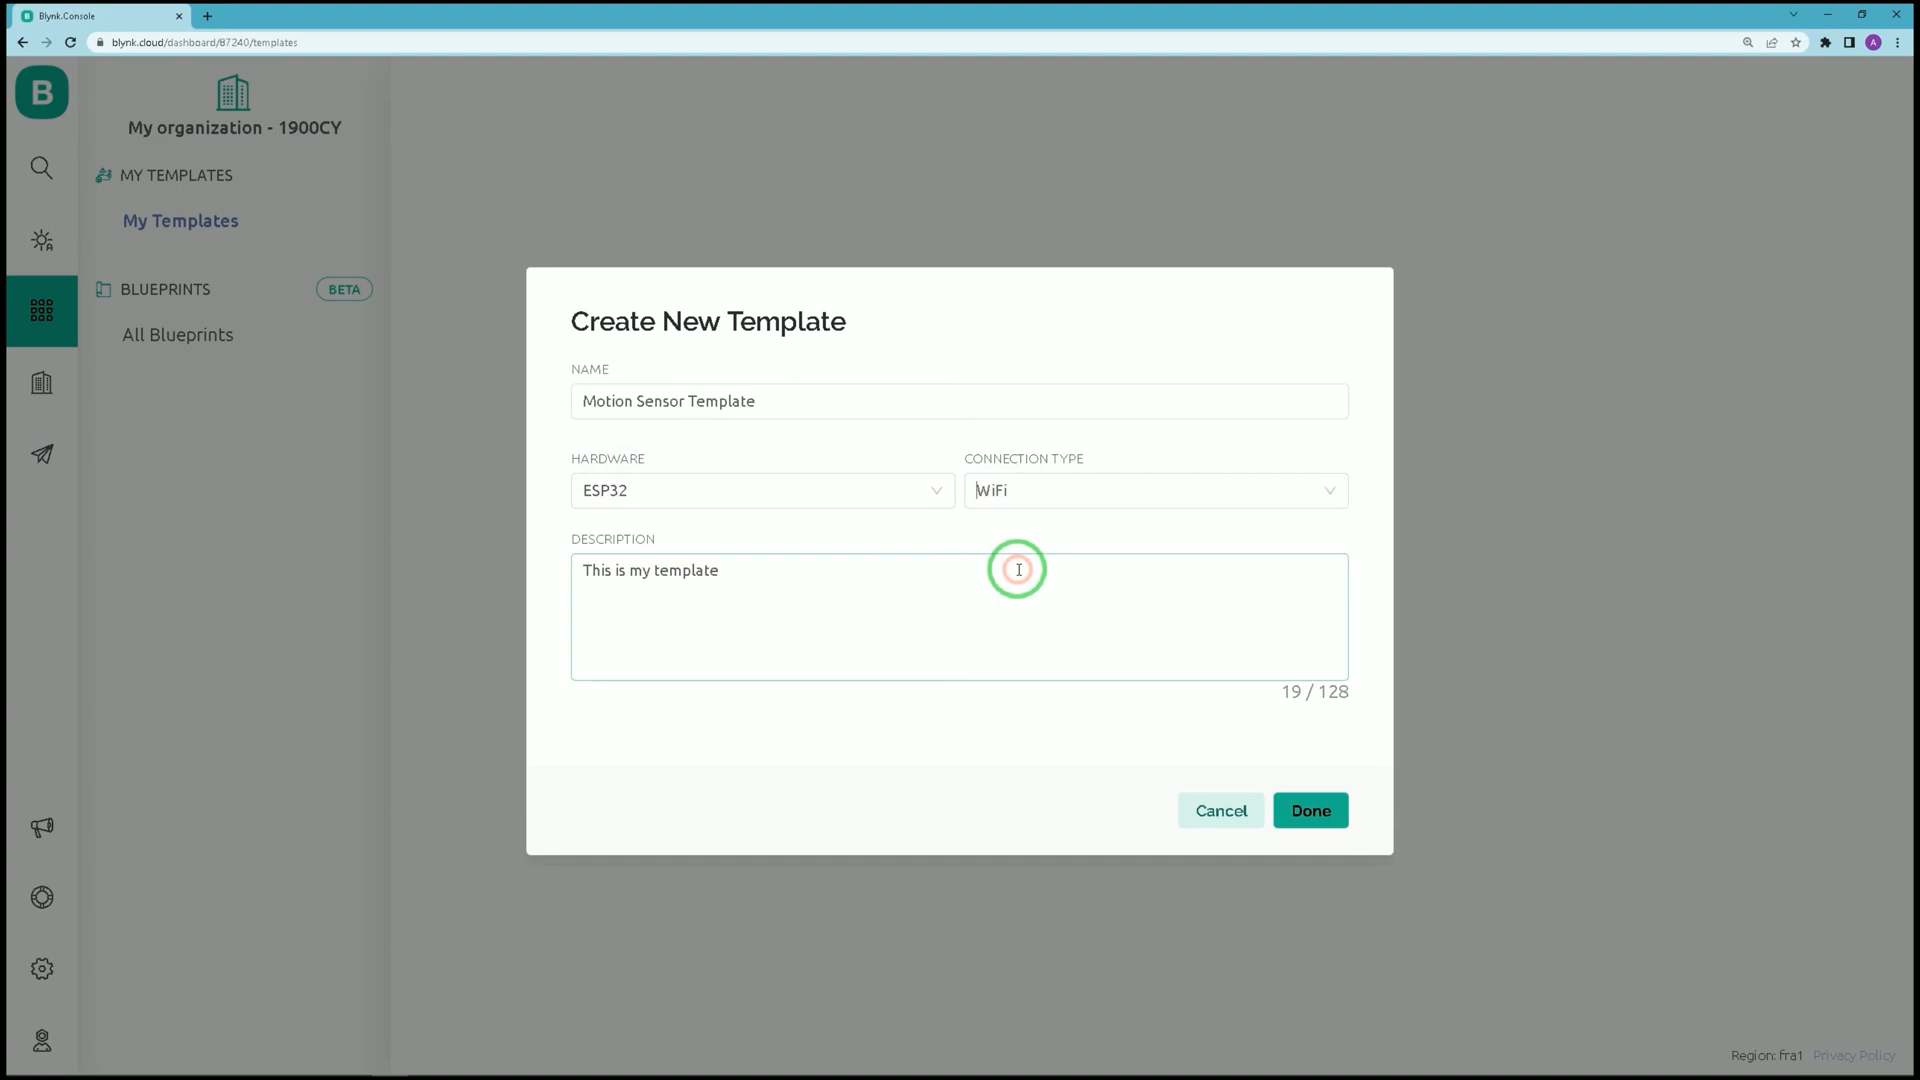 Blynk.Console
blynk.cloud/dashboard/87240/templates
A
B
My organization - 1900CY
MY TEMPLATES
My Templates
BLUEPRINTS
BETA
All Blueprints
Create New Template
NAME
Motion Sensor Template
HARDWARE
CONNECTION TYPE
ESP32
WiFi
DESCRIPTION
This is my template
19 / 128
Cancel
Done
Region: fra1 Privacy Policy